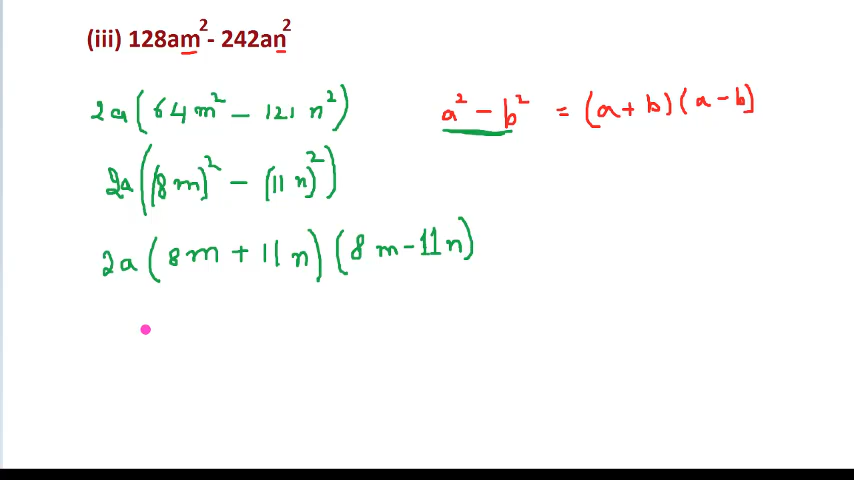 (iii) 128am² - 242an²
2a(64m² - 121n²)
a² - b² = (a + b)(a - b)
2a((8m)² - (11n)²)
2a(8m + 11n)(8m - 11n)